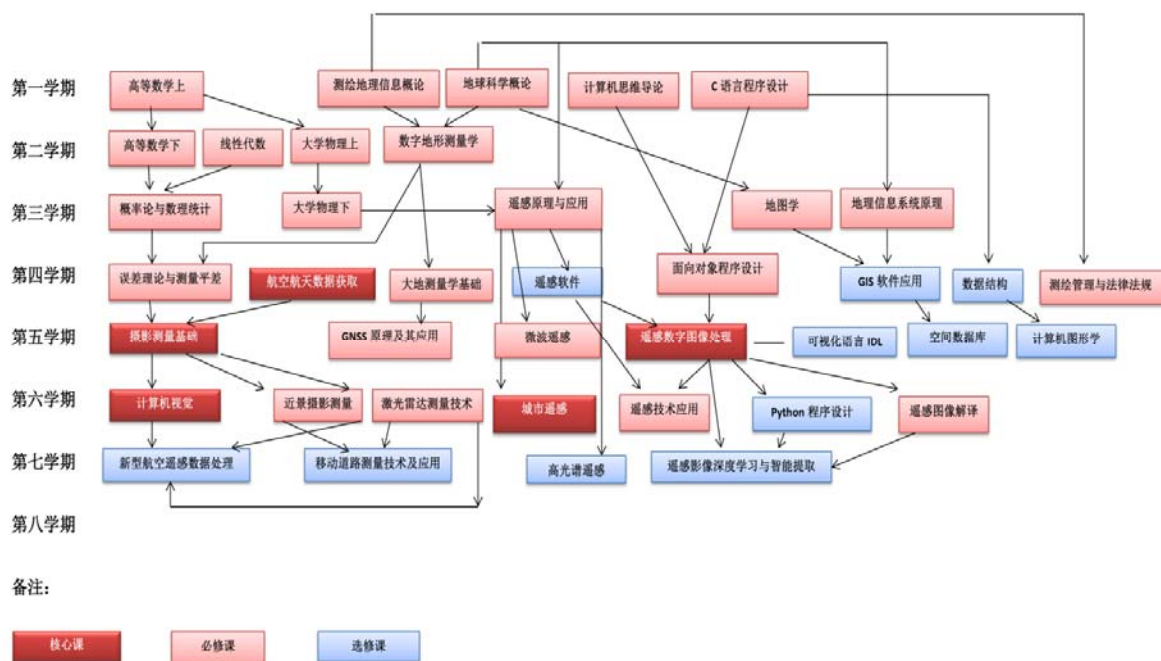 第一学期
高等数学上
测绘地理信息概论
地球科学概论
计算机思维导论
C 语言程序设计
第二学期
高等数学下
线性代数
大学物理上
数字地形测量学
第三学期
概率论与数理统计
大学物理下
遥感原理与应用
地图学
地理信息系统原理
第四学期
误差理论与测量平差
航空航天数据获取
大地测量学基础
遥感软件
面向对象程序设计
GIS 软件应用
数据结构
测绘管理与法律法规
第五学期
摄影测量基础
GNSS 原理及其应用
微波遥感
遥感数字图像处理
可视化语言 IDL
空间数据库
计算机图形学
第六学期
计算机视觉
近景摄影测量
激光雷达测量技术
城市遥感
遥感技术应用
Python 程序设计
遥感图像解译
第七学期
新型航空遥感数据处理
移动道路测量技术及应用
高光谱遥感
遥感影像深度学习与智能提取
第八学期
备注：
核心课
必修课
选修课